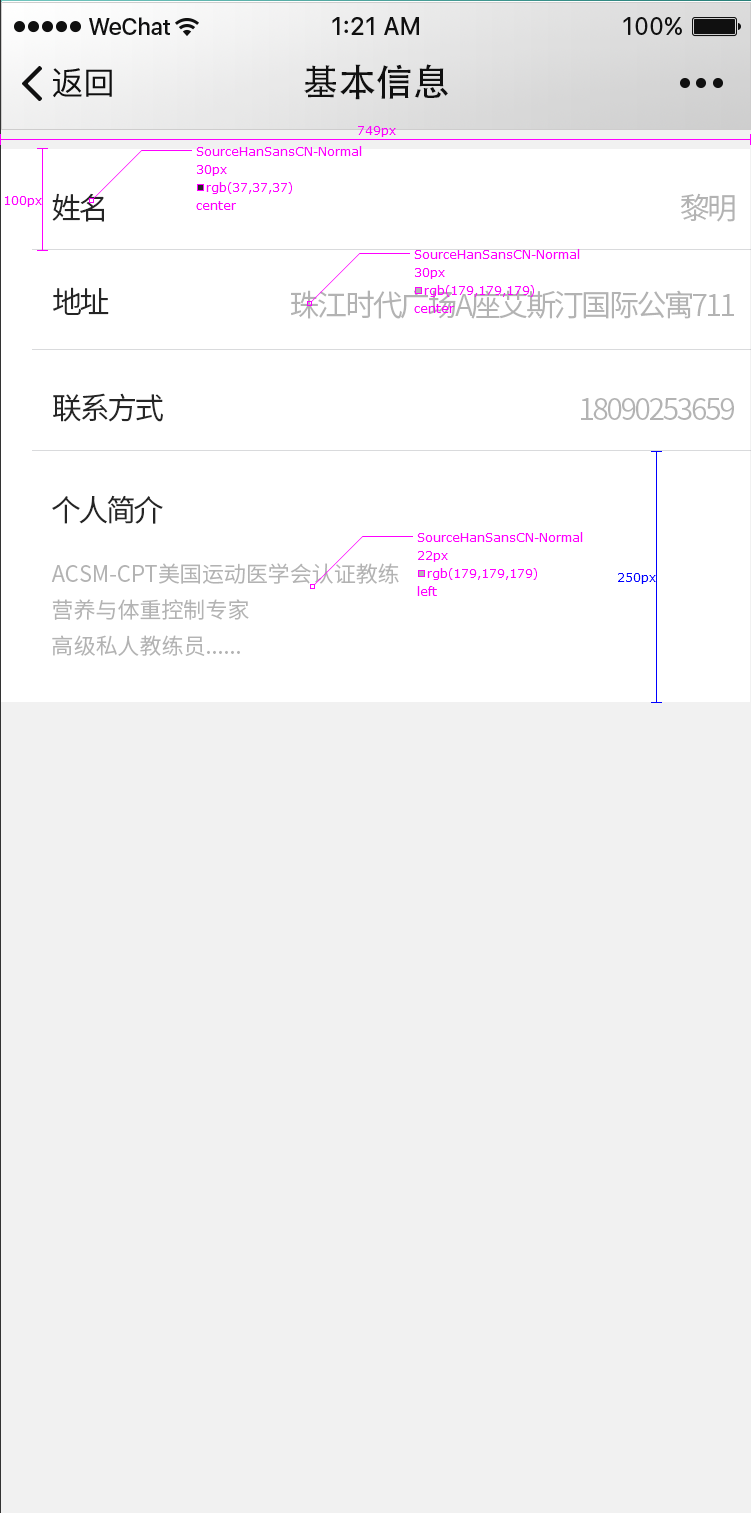 WeChat 1:21 AM 100%
返回 基本信息
749px
SourceHanSansCN-Normal
30px
rgb(37,37,37)
center
100px
姓名 黎明
SourceHanSansCN-Normal
30px
rgb(179,179,179)
center
地址 珠江时代广场A座艾斯汀国际公寓711
联系方式 18090253659
个人简介
SourceHanSansCN-Normal
22px
rgb(179,179,179)
left
250px
ACSM-CPT美国运动医学会认证教练
营养与体重控制专家
高级私人教练员......